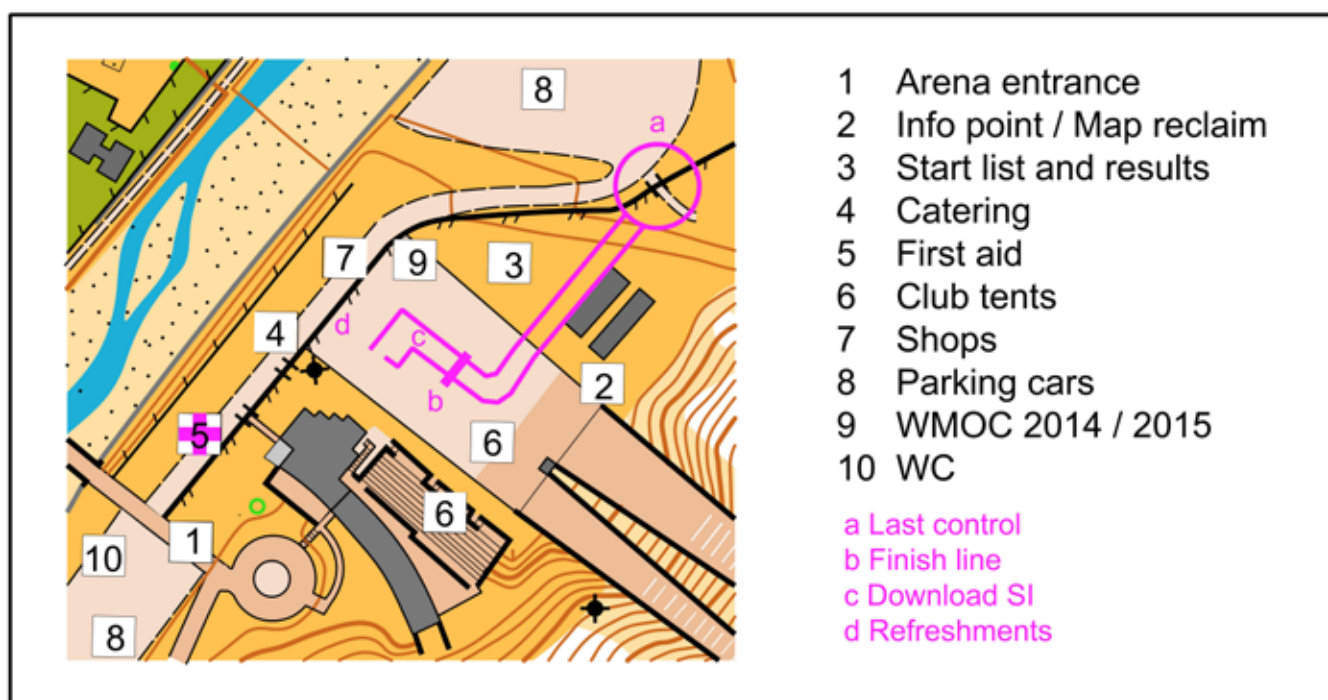 8
a
7
9
3
4
d
c
2
b
5
6
6
1
10
8
1 Arena entrance
2 Info point / Map reclaim
3 Start list and results
4 Catering
5 First aid
6 Club tents
7 Shops
8 Parking cars
9 WMOC 2014 / 2015
10 WC
a Last control
b Finish line
c Download SI
d Refreshments